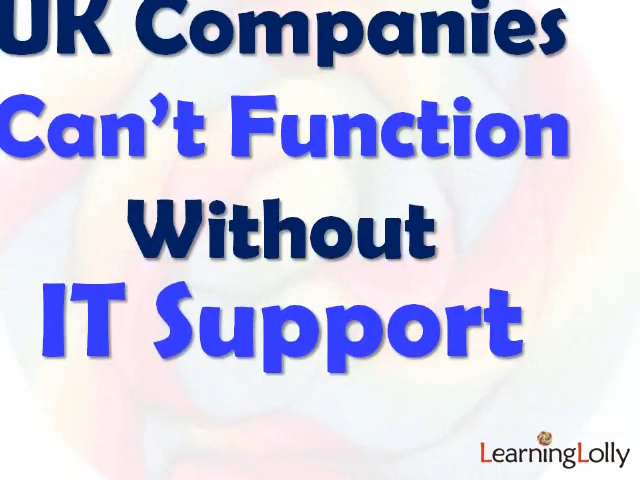 UK Companies
Can’t Function
Without
IT Support
LearningLolly